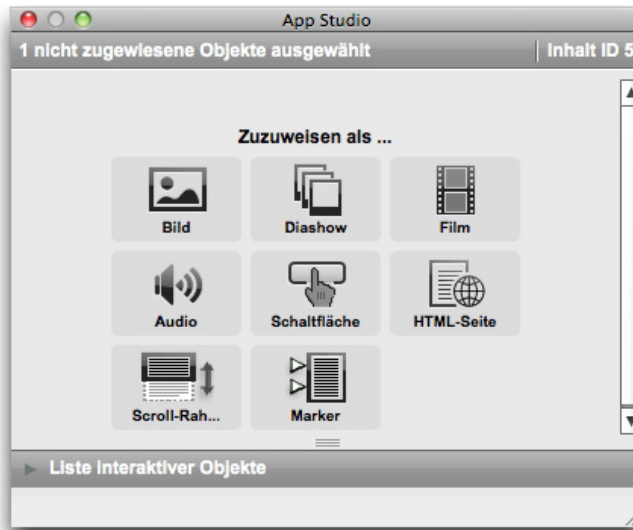 App Studio
1 nicht zugewiesene Objekte ausgewählt
Inhalt ID 5
Zuzuweisen als ...
Bild
Diashow
Film
Audio
Schaltfläche
HTML-Seite
Scroll-Rah...
Marker
Liste interaktiver Objekte